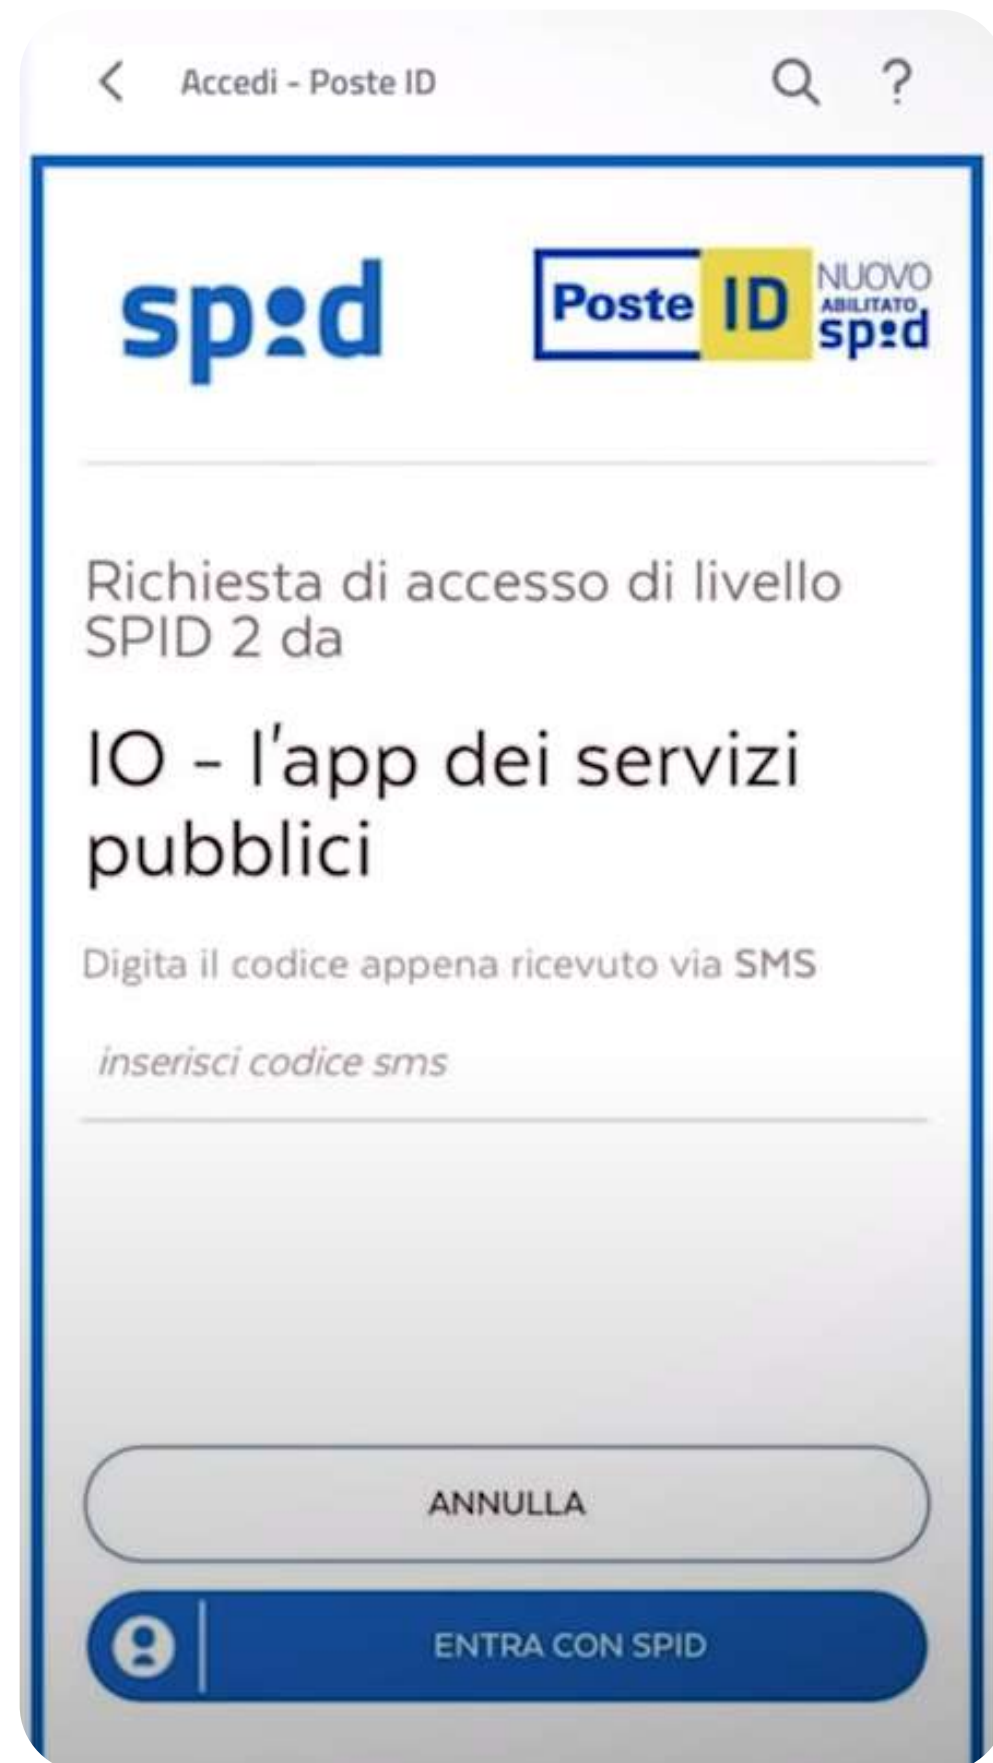 Accedi - Poste ID
spid
Poste ID NUOVO
ABILITATO
spid
Richiesta di accesso di livello
SPID 2 da
IO - l'app dei servizi
pubblici
Digita il codice appena ricevuto via SMS
inserisci codice sms
ANNULLA
ENTRA CON SPID